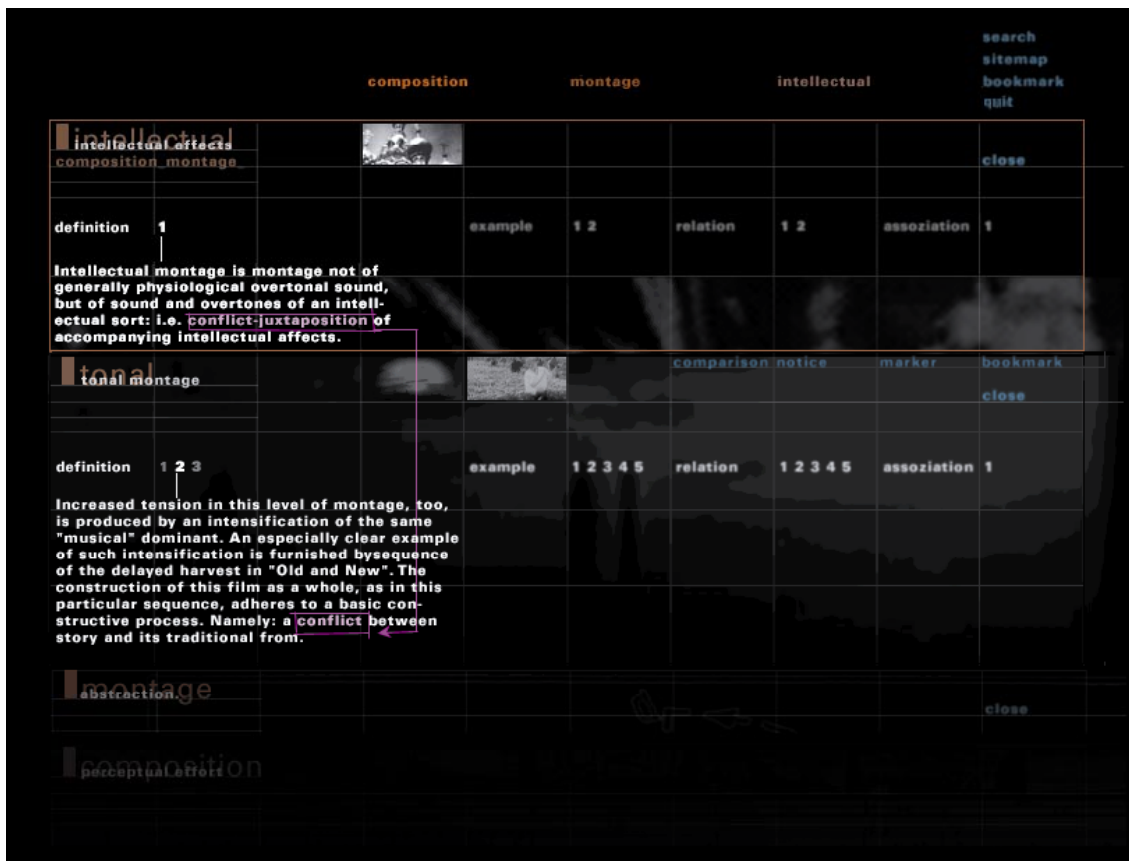 search
sitemap
composition montage intellectual bookmark
quit
intellectual
intellectual affects
composition_montage_
close
definition 1 example 1 2 relation 1 2 assoziation 1
Intellectual montage is montage not of
generally physiological overtonal sound,
but of sound and overtones of an intell-
ectual sort: i.e. conflict-juxtaposition of
accompanying intellectual affects.
tonal
tonal montage
comparison notice marker bookmark
close
definition 1 2 3 example 1 2 3 4 5 relation 1 2 3 4 5 assoziation 1
Increased tension in this level of montage, too,
is produced by an intensification of the same
"musical" dominant. An especially clear example
of such intensification is furnished bysequence
of the delayed harvest in "Old and New". The
construction of this film as a whole, as in this
particular sequence, adheres to a basic con-
structive process. Namely: a conflict between
story and its traditional from.
montage
abstraction.
close
composition
perceptual effort